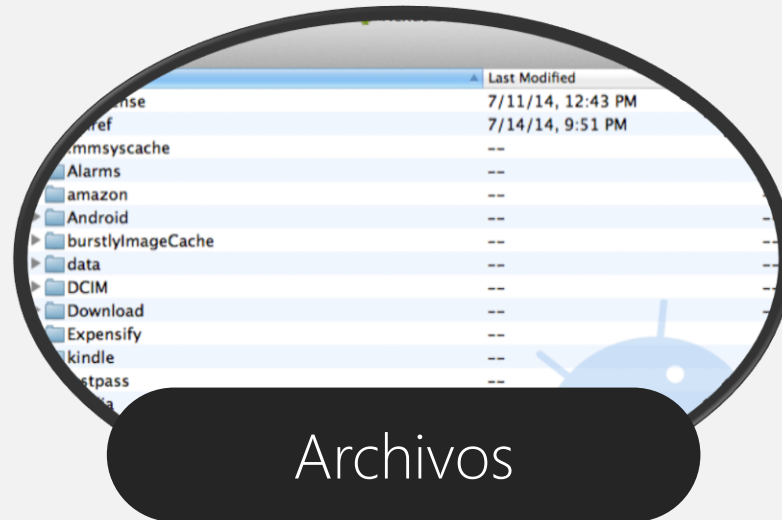 Last Modified
7/11/14, 12:43 PM
7/14/14, 9:51 PM
.mmsyscache --
Alarms --
amazon -- --
Android -- --
burstlyImageCache -- --
data -- --
DCIM -- --
Download -- --
Expensify --
kindle --
--
Archivos